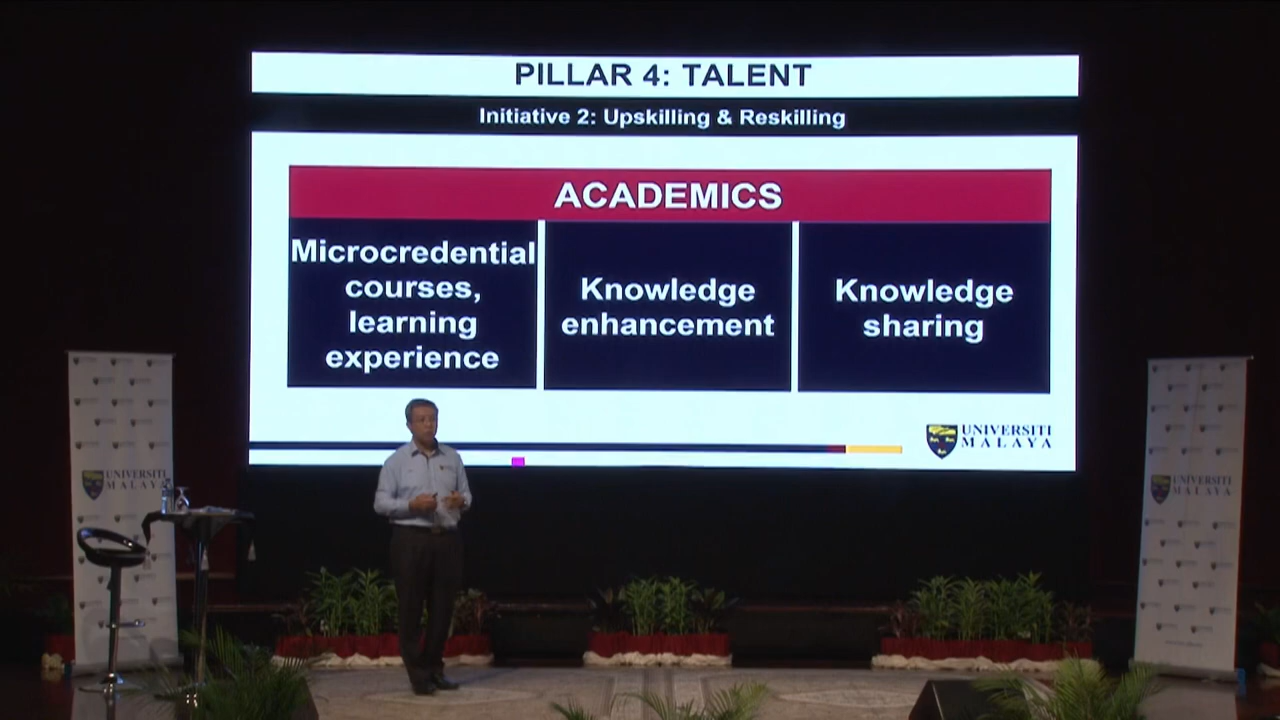 PILLAR 4: TALENT
Initiative 2: Upskilling & Reskilling
ACADEMICS
Microcredential
courses,
learning
experience
Knowledge
enhancement
Knowledge
sharing
UNIVERSITI
MALAYA
UNIVERSITI
MALAYA
UNIVERSITI
MALAYA